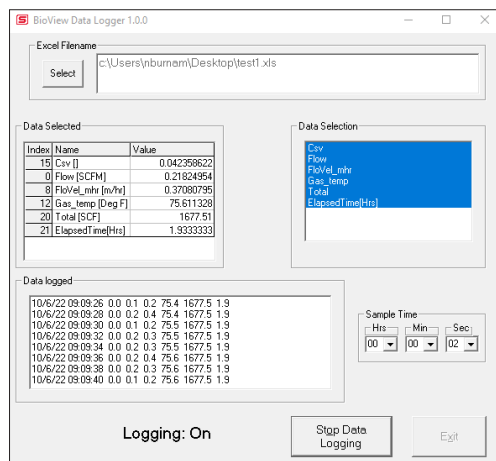 BioView Data Logger 1.0.0
Excel Filename
Select
c:\Users\nburnam\Desktop\test1.xls
Data Selected
Index Name Value
15 Csv [] 0.042358622
0 Flow [SCFM] 0.21824954
8 FloVel_mhr [m/hr] 0.37080795
12 Gas_temp [Deg F] 75.611328
20 Total [SCF] 1677.51
21 ElapsedTime[Hrs] 1.9333333
Data Selection
Csv
Flow
FloVel_mhr
Gas_temp
Total
ElapsedTime[Hrs]
Data logged
10/6/22 09:09:26 0.0 0.1 0.2 75.4 1677.5 1.9
10/6/22 09:09:28 0.0 0.2 0.4 75.4 1677.5 1.9
10/6/22 09:09:30 0.0 0.1 0.2 75.5 1677.5 1.9
10/6/22 09:09:32 0.0 0.2 0.3 75.5 1677.5 1.9
10/6/22 09:09:34 0.0 0.2 0.3 75.5 1677.5 1.9
10/6/22 09:09:36 0.0 0.2 0.4 75.6 1677.5 1.9
10/6/22 09:09:38 0.0 0.2 0.3 75.6 1677.5 1.9
10/6/22 09:09:40 0.0 0.1 0.2 75.6 1677.5 1.9
Sample Time
Hrs Min Sec
00 00 02
Logging: On
Stop Data
Logging
Exit